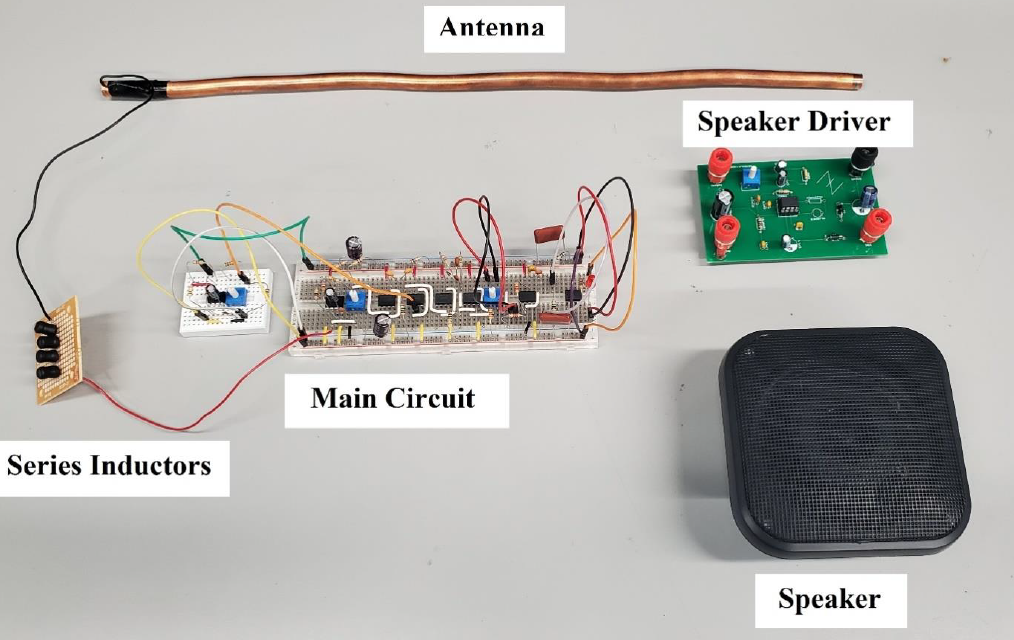 Antenna
Speaker Driver
Main Circuit
Series Inductors
Speaker